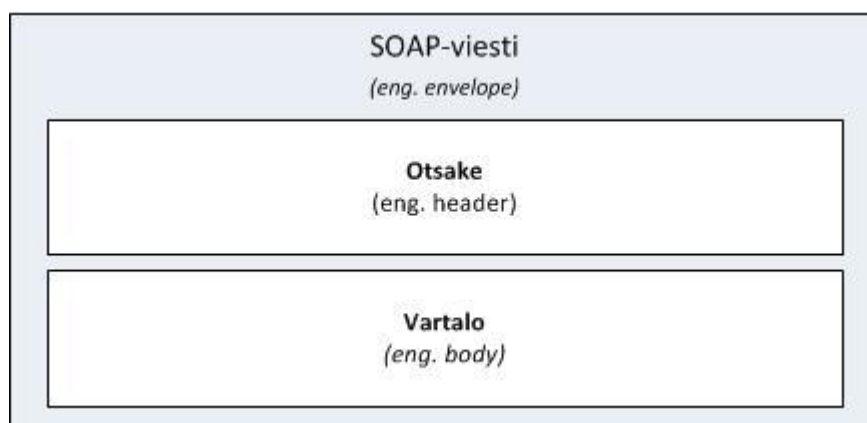 SOAP-viesti
(eng. envelope)
Otsake
(eng. header)
Vartalo
(eng. body)